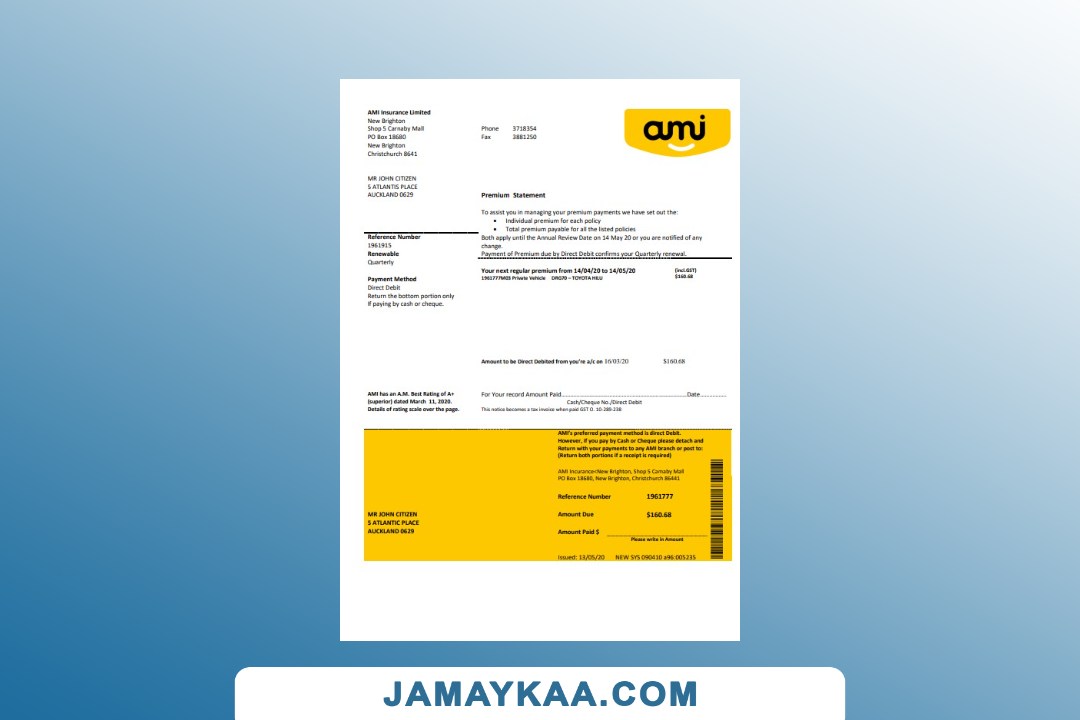 AMI Insurance Limited
New Brighton
Shop 5 Carnaby Mall
PO Box 18680
New Brighton
Christchurch 8641
Phone 3718354
Fax 3881250
ami
MR JOHN CITIZEN
5 ATLANTIS PLACE
AUCKLAND 0629
Premium Statement
To assist you in managing your premium payments we have set out the:
• Individual premium for each policy
• Total premium payable for all the listed policies
Both apply until the Annual Review Date on 14 May 20 or you are notified of any
change.
Payment of Premium due by Direct Debit confirms your Quarterly renewal.
Reference Number
1961915
Renewable
Quarterly
Payment Method
Direct Debit
Return the bottom portion only
If paying by cash or cheque.
Your next regular premium from 14/04/20 to 14/05/20 (incl.GST)
1961777M03 Private Vehicle DRG70 – TOYOTA HILU $160.68
Amount to be Direct Debited from you're a/c on 16/03/20 $160.68
AMI has an A.M. Best Rating of A+
(superior) dated March 11, 2020.
Details of rating scale over the page.
For Your record Amount Paid Date
Cash/Cheque No./Direct Debit
This notice becomes a tax invoice when paid GST 0. 10-289-238
AMI's preferred payment method is direct Debit.
However, if you pay by Cash or Cheque please detach and
Return with your payments to any AMI branch or post to:
(Return both portions if a receipt is required)
AMI Insurance<New Brighton, Shop 5 Carnaby Mall
PO Box 18680, New Brighton, Christchurch 86441
Reference Number 1961777
Amount Due $160.68
Amount Paid $
Please write in Amount
MR JOHN CITIZEN
5 ATLANTIC PLACE
AUCKLAND 0629
Issued: 13/05/20 NEW SYS 090410 a96:005235
JAMAYKAA.COM